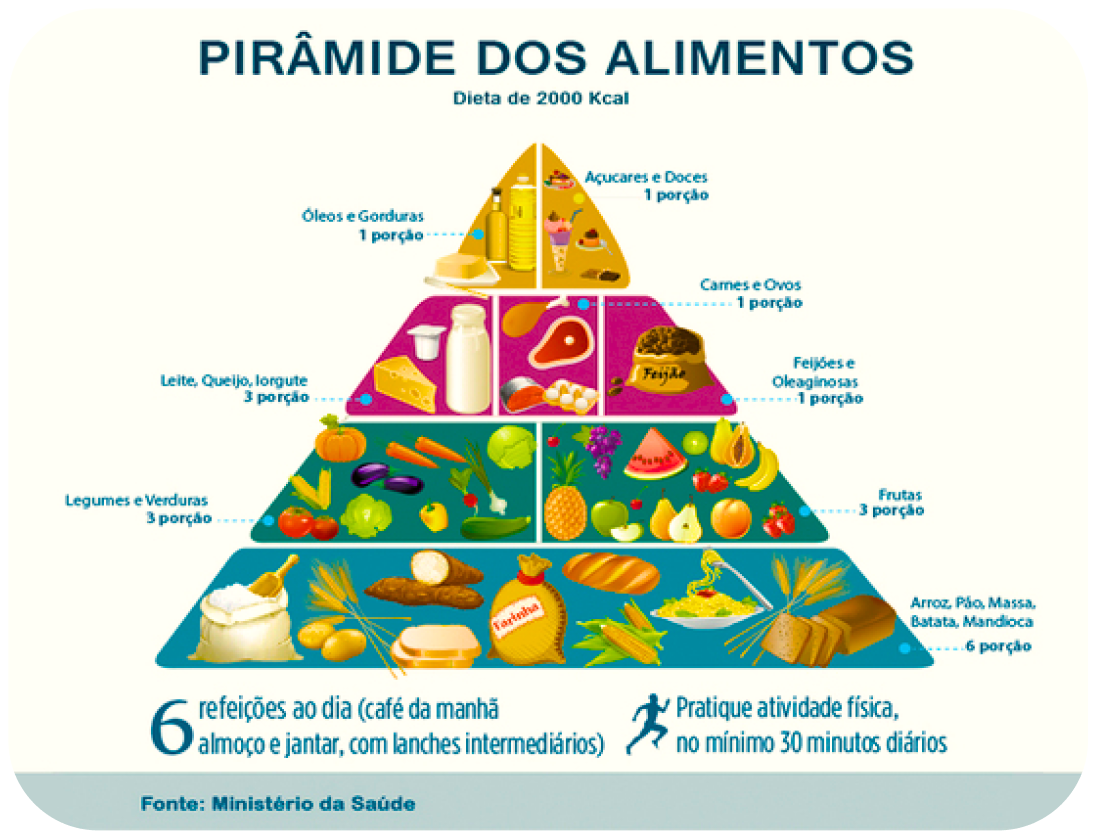 PIRÂMIDE DOS ALIMENTOS
Dieta de 2000 Kcal
Açucares e Doces
1 porção
Óleos e Gorduras
1 porção
Carnes e Ovos
1 porção
Feijões e
Oleaginosas
1 porção
Leite, Queijo, Iorgute
3 porção
Feijão
Legumes e Verduras
3 porção
Frutas
3 porção
Farinha
Arroz, Pão, Massa,
Batata, Mandioca
6 porção
6 refeições ao dia (café da manhã
almoço e jantar, com lanches intermediários)
Pratique atividade física,
no mínimo 30 minutos diários
Fonte: Ministério da Saúde